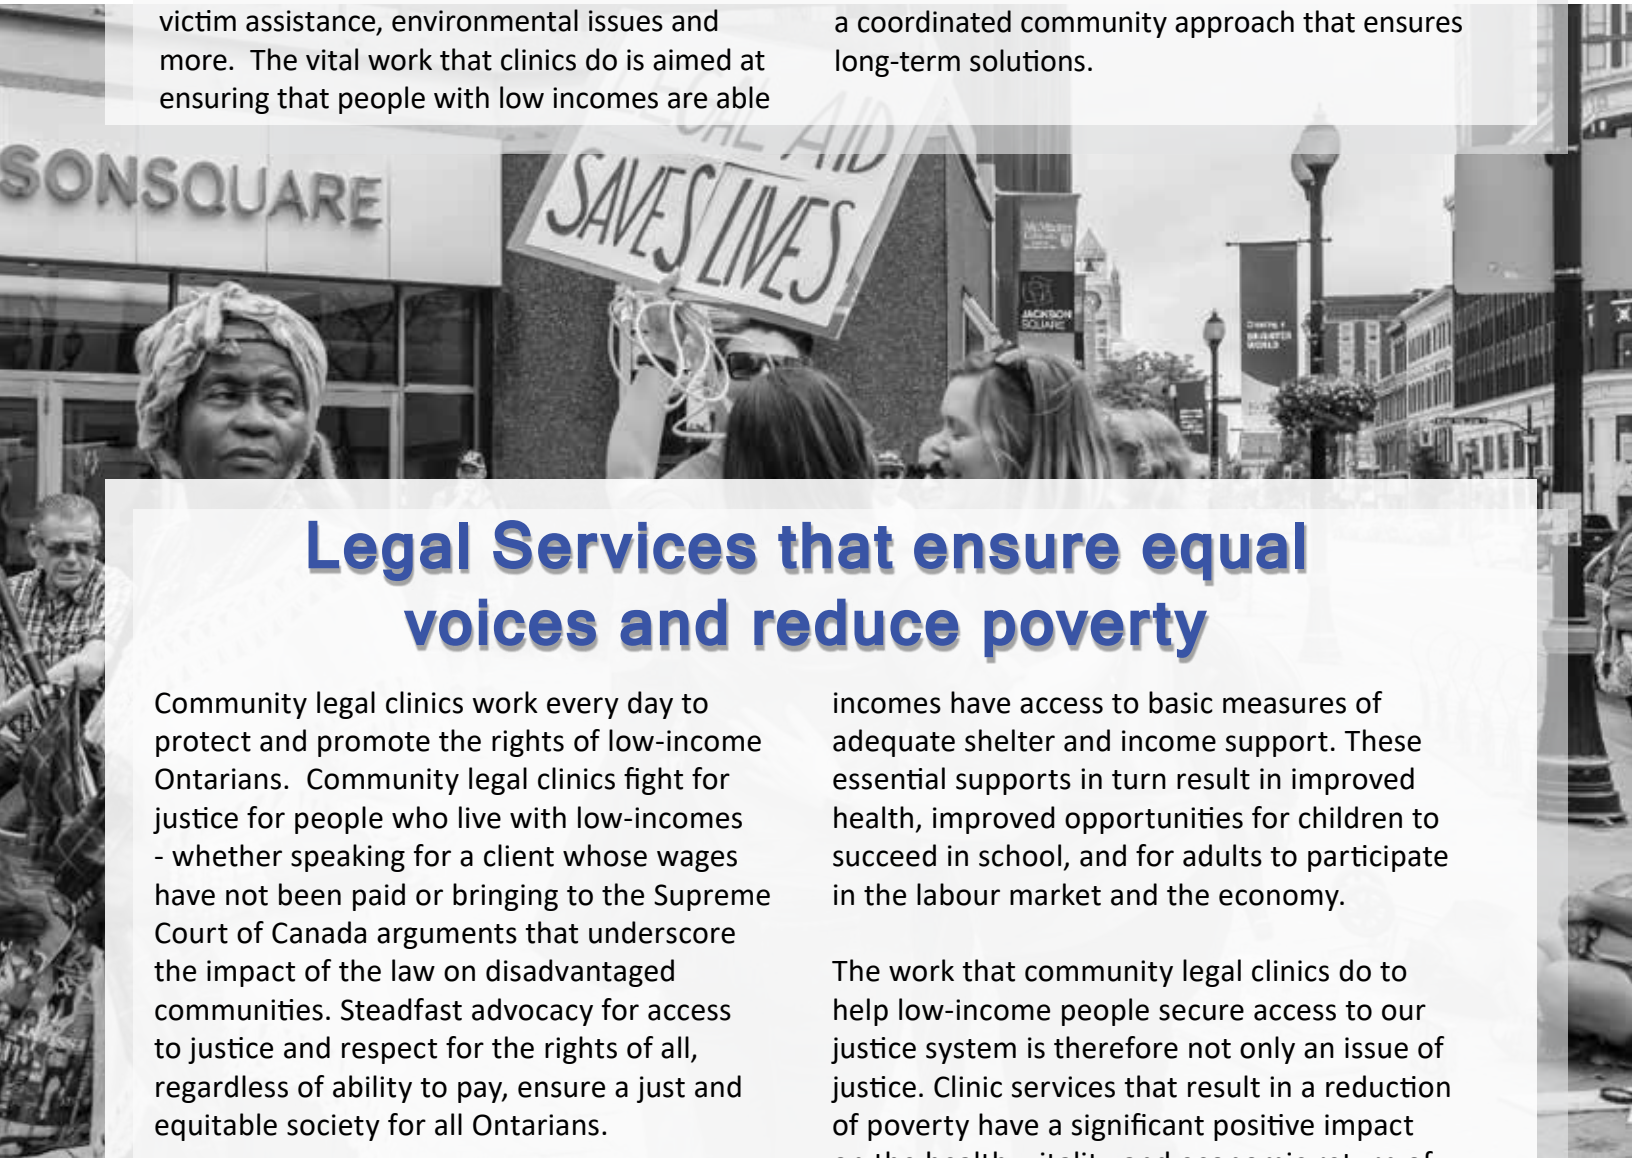 victim assistance, environmental issues and
more.  The vital work that clinics do is aimed at
ensuring that people with low incomes are able
a coordinated community approach that ensures
long-term solutions.
LEGAL AID
SAVES LIVES
SONSQUARE
McMaster
JACKSON
SQUARE
BRIGHTER
WORLD
Legal Services that ensure equal
voices and reduce poverty
Community legal clinics work every day to
protect and promote the rights of low-income
Ontarians.  Community legal clinics fight for
justice for people who live with low-incomes
- whether speaking for a client whose wages
have not been paid or bringing to the Supreme
Court of Canada arguments that underscore
the impact of the law on disadvantaged
communities. Steadfast advocacy for access
to justice and respect for the rights of all,
regardless of ability to pay, ensure a just and
equitable society for all Ontarians.
incomes have access to basic measures of
adequate shelter and income support. These
essential supports in turn result in improved
health, improved opportunities for children to
succeed in school, and for adults to participate
in the labour market and the economy.
The work that community legal clinics do to
help low-income people secure access to our
justice system is therefore not only an issue of
justice. Clinic services that result in a reduction
of poverty have a significant positive impact